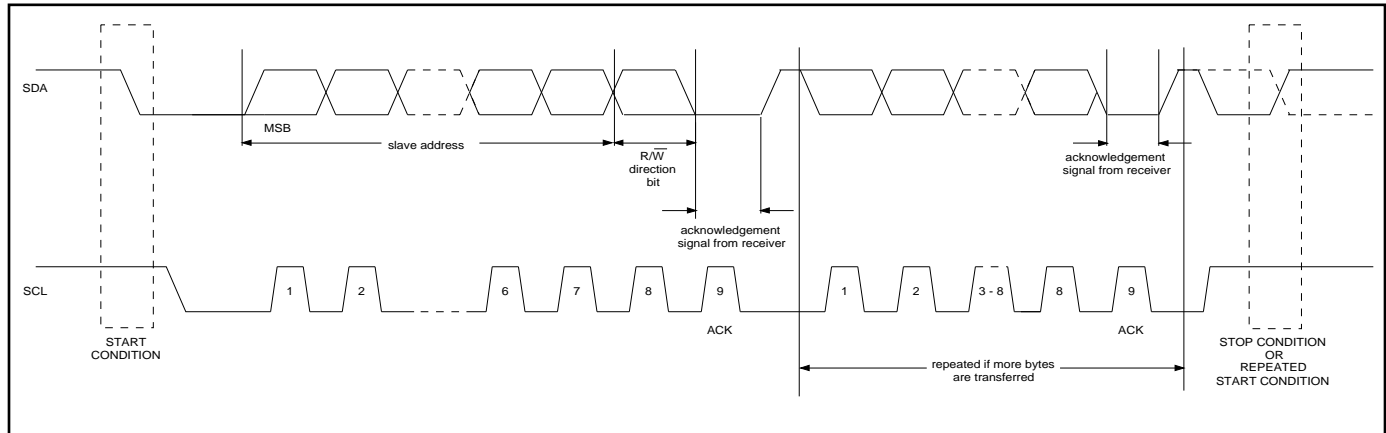 SDA
MSB
slave address
R/W̅
direction
bit
acknowledgement
signal from receiver
acknowledgement
signal from receiver
SCL
1
2
6
7
8
9
1
2
3 - 8
8
9
ACK
ACK
START
CONDITION
repeated if more bytes
are transferred
STOP CONDITION
OR
REPEATED
START CONDITION